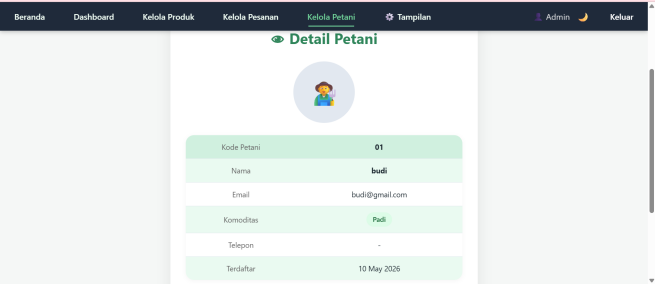 Beranda Dashboard Kelola Produk Kelola Pesanan Kelola Petani Tampilan Admin Keluar
Detail Petani
Kode Petani 01
Nama budi
Email budi@gmail.com
Komoditas Padi
Telepon -
Terdaftar 10 May 2026